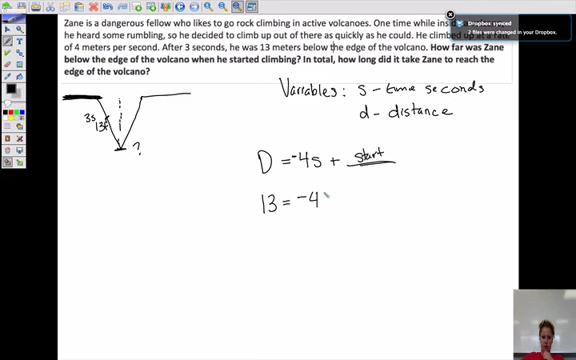 Zane is a dangerous fellow who likes to go rock climbing in active volcanoes. One time while
he heard some rumbling, so he decided to climb up out of there as quickly as he could. He climbed up at a rate
of 4 meters per second. After 3 seconds, he was 13 meters below the edge of the volcano. How far was Zane
below the edge of the volcano when he started climbing? In total, how long did it take Zane to reach the
edge of the volcano?
Dropbox synced
2 files were changed in your Dropbox.
Variables: s - time seconds
d - distance
3s
13
?
D = -4s + start
13 = -4